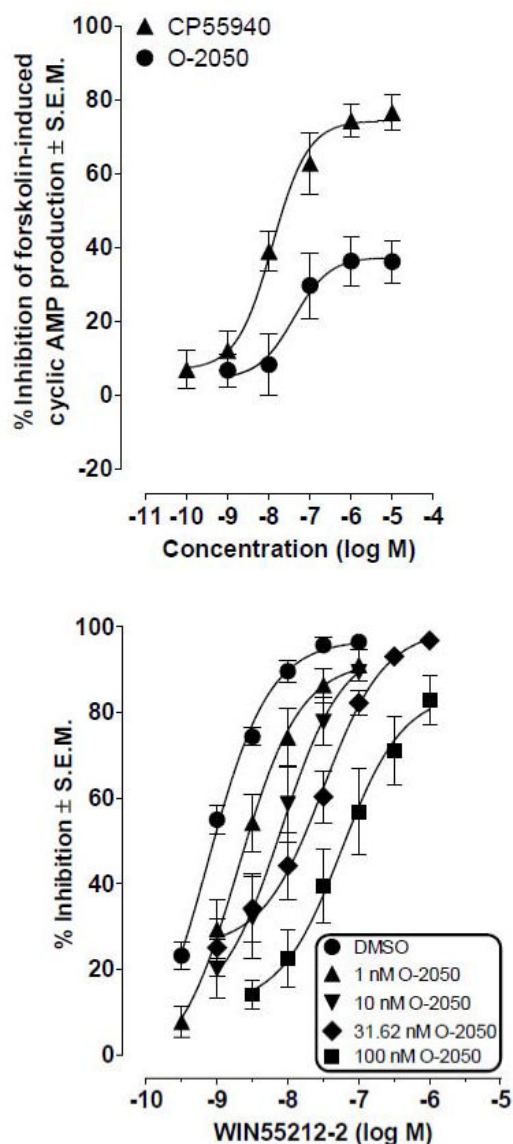 ▲ CP55940
● O-2050
% Inhibition of forskolin-induced
cyclic AMP production ± S.E.M.
100
80
60
40
20
0
-20
-11 -10 -9 -8 -7 -6 -5 -4
Concentration (log M)
% Inhibition ± S.E.M.
100
80
60
40
20
0
● DMSO
▲ 1 nM O-2050
▼ 10 nM O-2050
◆ 31.62 nM O-2050
■ 100 nM O-2050
-10 -9 -8 -7 -6 -5
WIN55212-2 (log M)